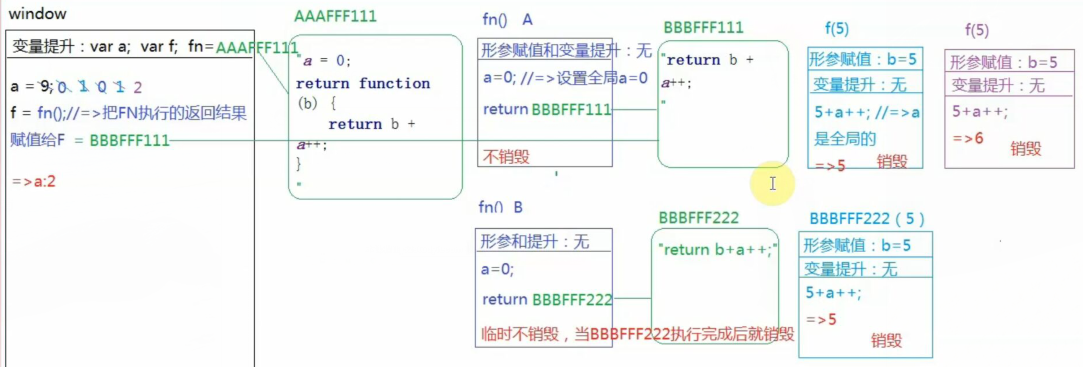 window
变量提升：var a; var f; fn=AAAFFF111
a = 9; 0 1 0 1 2
f = fn();//=>把FN执行的返回结果
赋值给F = BBBFFF111
=>a:2
AAAFFF111
"a = 0;
return function
(b) {
return b +
a++;
}
"
fn() A
形参赋值和变量提升：无
a=0; //=>设置全局a=0
return BBBFFF111
不销毁
BBBFFF111
"return b +
a++;
"
f(5)
形参赋值：b=5
变量提升：无
5+a++; //=>a
是全局的
=>5 销毁
f(5)
形参赋值：b=5
变量提升：无
5+a++;
=>6
销毁
fn() B
形参和提升：无
a=0;
return BBBFFF222
临时不销毁，当BBBFFF222执行完成后就销毁
BBBFFF222
"return b+a++;"
BBBFFF222（5）
形参赋值：b=5
变量提升：无
5+a++;
=>5
销毁